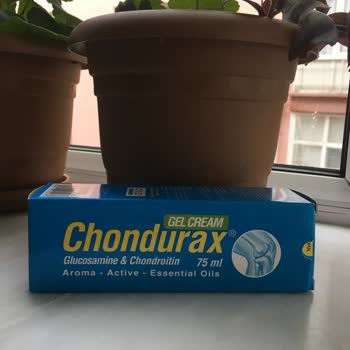 GEL CREAM
Chondurax®
Glucosamine & Chondroitin 75 ml
Aroma - Active - Essential Oils